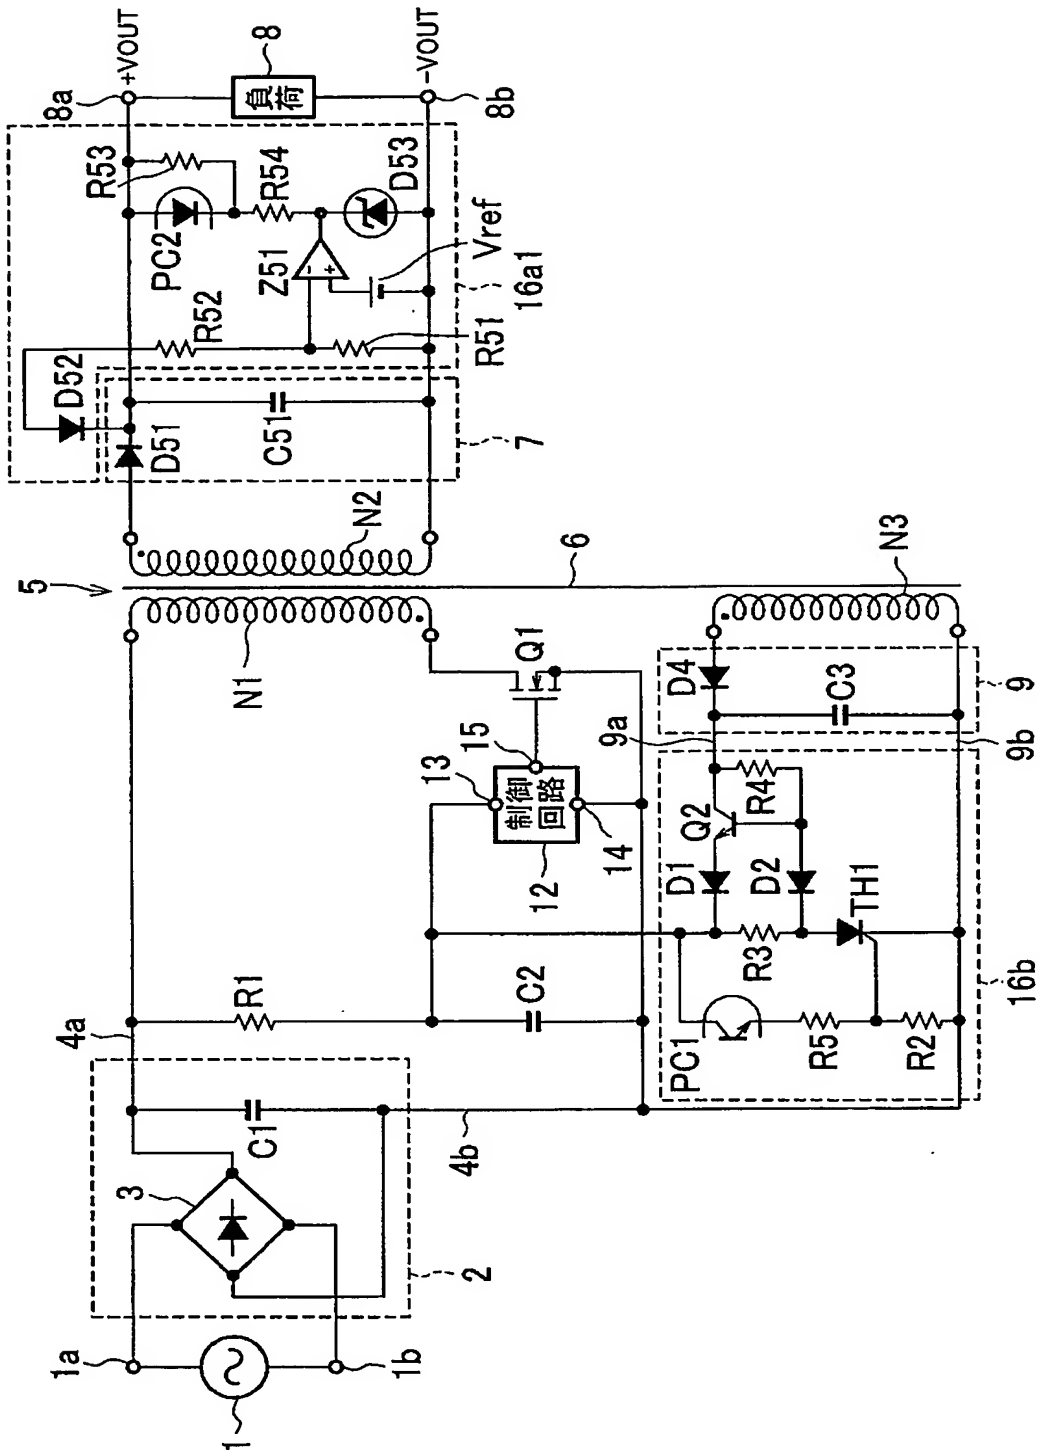 1
1a
1b
2
3
C1
4a
4b
R1
C2
5
N1
N2
6
N3
Q1
制御
回路
12
13
14
15
D51
C51
7
D52
R52
R51
Z51
-
+
Vref
16a1
PC2
R53
R54
D53
8a
+VOUT
8
負荷
8b
-VOUT
PC1
R5
R2
R3
TH1
D1
D2
Q2
R4
16b
9a
9b
D4
C3
9